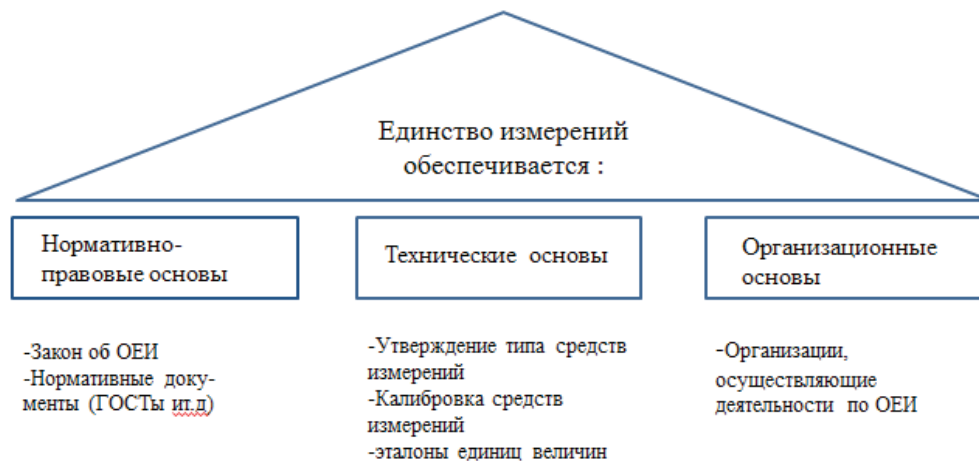 Единство измерений
обеспечивается :
Нормативно-
правовые основы
Технические основы
Организационные
основы
-Закон об ОЕИ
-Нормативные доку-
менты (ГОСТы ит.д)
-Утверждение типа средств
измерений
-Калибровка средств
измерений
-эталоны единиц величин
-Организации,
осуществляющие
деятельности по ОЕИ